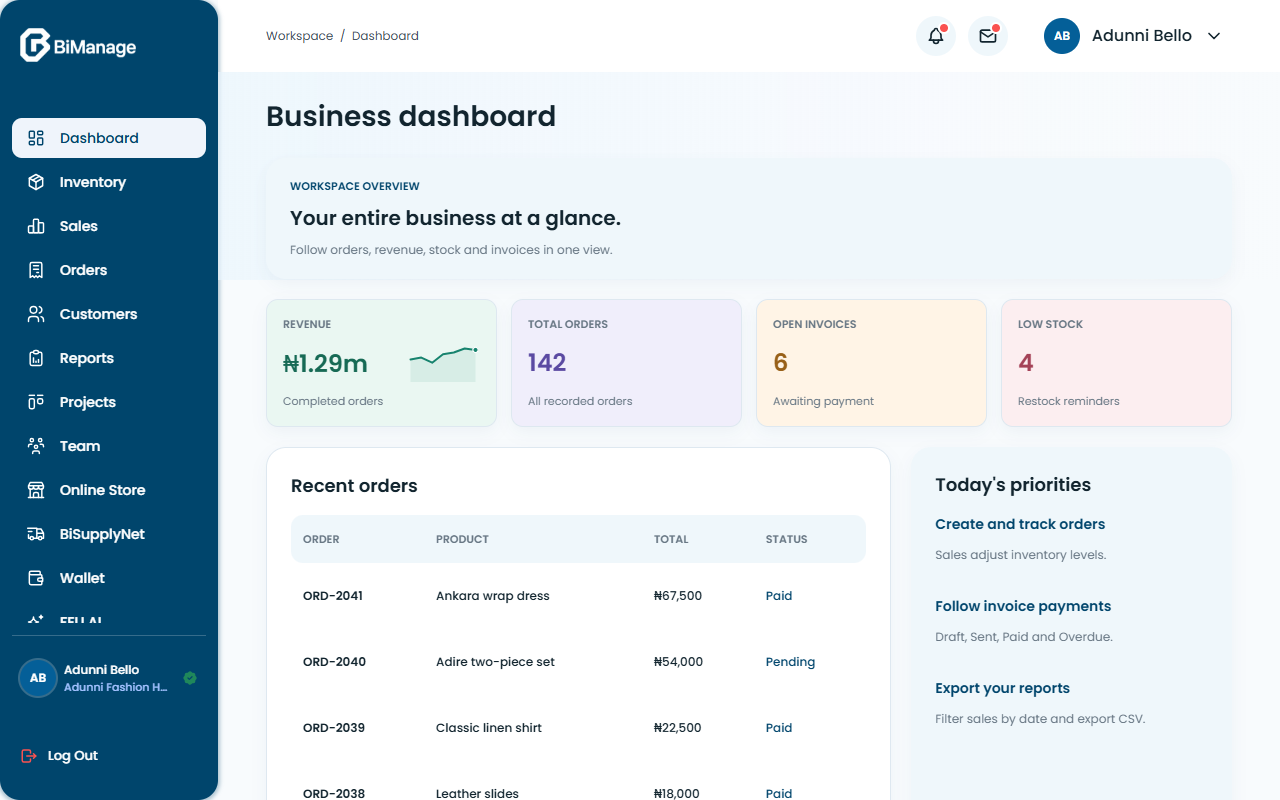 BiManage
Dashboard
Inventory
Sales
Orders
Customers
Reports
Projects
Team
Online Store
BiSupplyNet
Wallet
AB
Adunni Bello
Adunni Fashion H...
Log Out
Workspace / Dashboard
AB
Adunni Bello
Business dashboard
WORKSPACE OVERVIEW
Your entire business at a glance.
Follow orders, revenue, stock and invoices in one view.
REVENUE
₦1.29m
Completed orders
TOTAL ORDERS
142
All recorded orders
OPEN INVOICES
6
Awaiting payment
LOW STOCK
4
Restock reminders
Recent orders
ORDER PRODUCT TOTAL STATUS
ORD-2041 Ankara wrap dress ₦67,500 Paid
ORD-2040 Adire two-piece set ₦54,000 Pending
ORD-2039 Classic linen shirt ₦22,500 Paid
ORD-2038 Leather slides ₦18,000 Paid
Today's priorities
Create and track orders
Sales adjust inventory levels.
Follow invoice payments
Draft, Sent, Paid and Overdue.
Export your reports
Filter sales by date and export CSV.